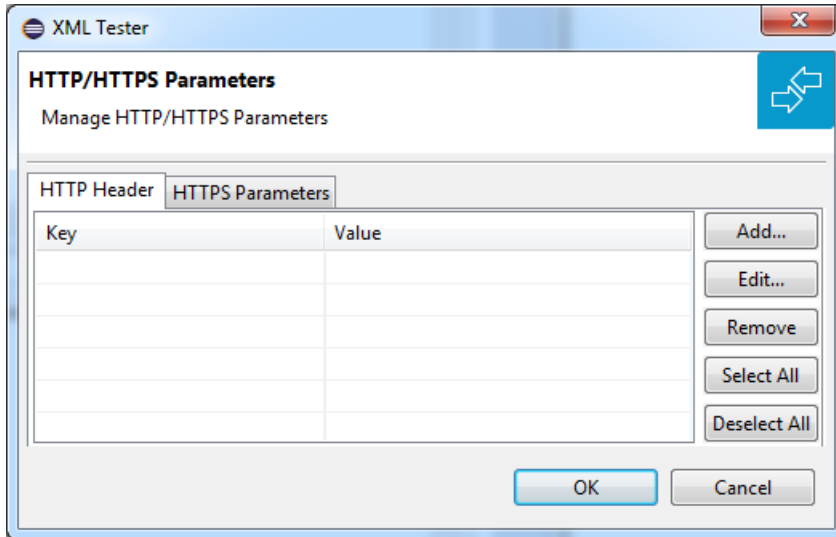 XML Tester
HTTP/HTTPS Parameters
Manage HTTP/HTTPS Parameters
HTTP Header HTTPS Parameters
Key Value
Add...
Edit...
Remove
Select All
Deselect All
OK Cancel